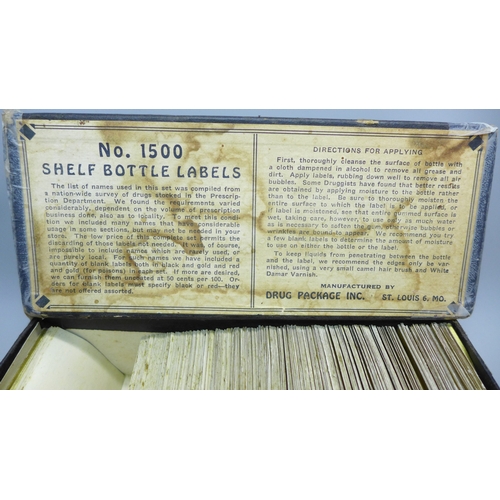 No. 1500
SHELF BOTTLE LABELS
The list of names used in this set was compiled from
a nation-wide survey of drugs stocked in the Prescrip-
tion Department. We found the requirements varied
considerably, dependent on the volume of prescription
business done, also as to locality. To meet this condi-
tion we included many names that have considerable
usage in some sections, but may not be needed in your
store. The low price of this complete set permits the
discarding of those labels not needed. It was of course,
impossible to include names which are rarely used, or
are purely local. For such names we have included a
quantity of blank labels both in black and gold and red
and gold (for poisons) in each set. If more are desired,
we can furnish them unprinted at 50 cents per 100. Or-
ders for blank labels must specify black or red—they
are not offered assorted.
DIRECTIONS FOR APPLYING
First, thoroughly cleanse the surface of bottle with
a cloth dampened in alcohol to remove all grease and
dirt. Apply labels, rubbing down well to remove all air
bubbles. Some Druggists have found that better results
are obtained by applying moisture to the bottle rather
than to the label. Be sure to thoroughly moisten the
entire surface to which the label is to be applied, or
if label is moistened, see that entire gummed surface is
wet, taking care, however, to use only as much water
as is necessary to soften the gum, otherwise bubbles or
wrinkles are bound to appear. We recommend you try
a few blank labels to determine the amount of moisture
to use on either the bottle or the label.
To keep liquids from penetrating between the bottle
and the label, we recommend the edges only be var-
nished, using a very small camel hair brush and White
Damar Varnish.
MANUFACTURED BY
DRUG PACKAGE INC. ST. LOUIS 6, MO.